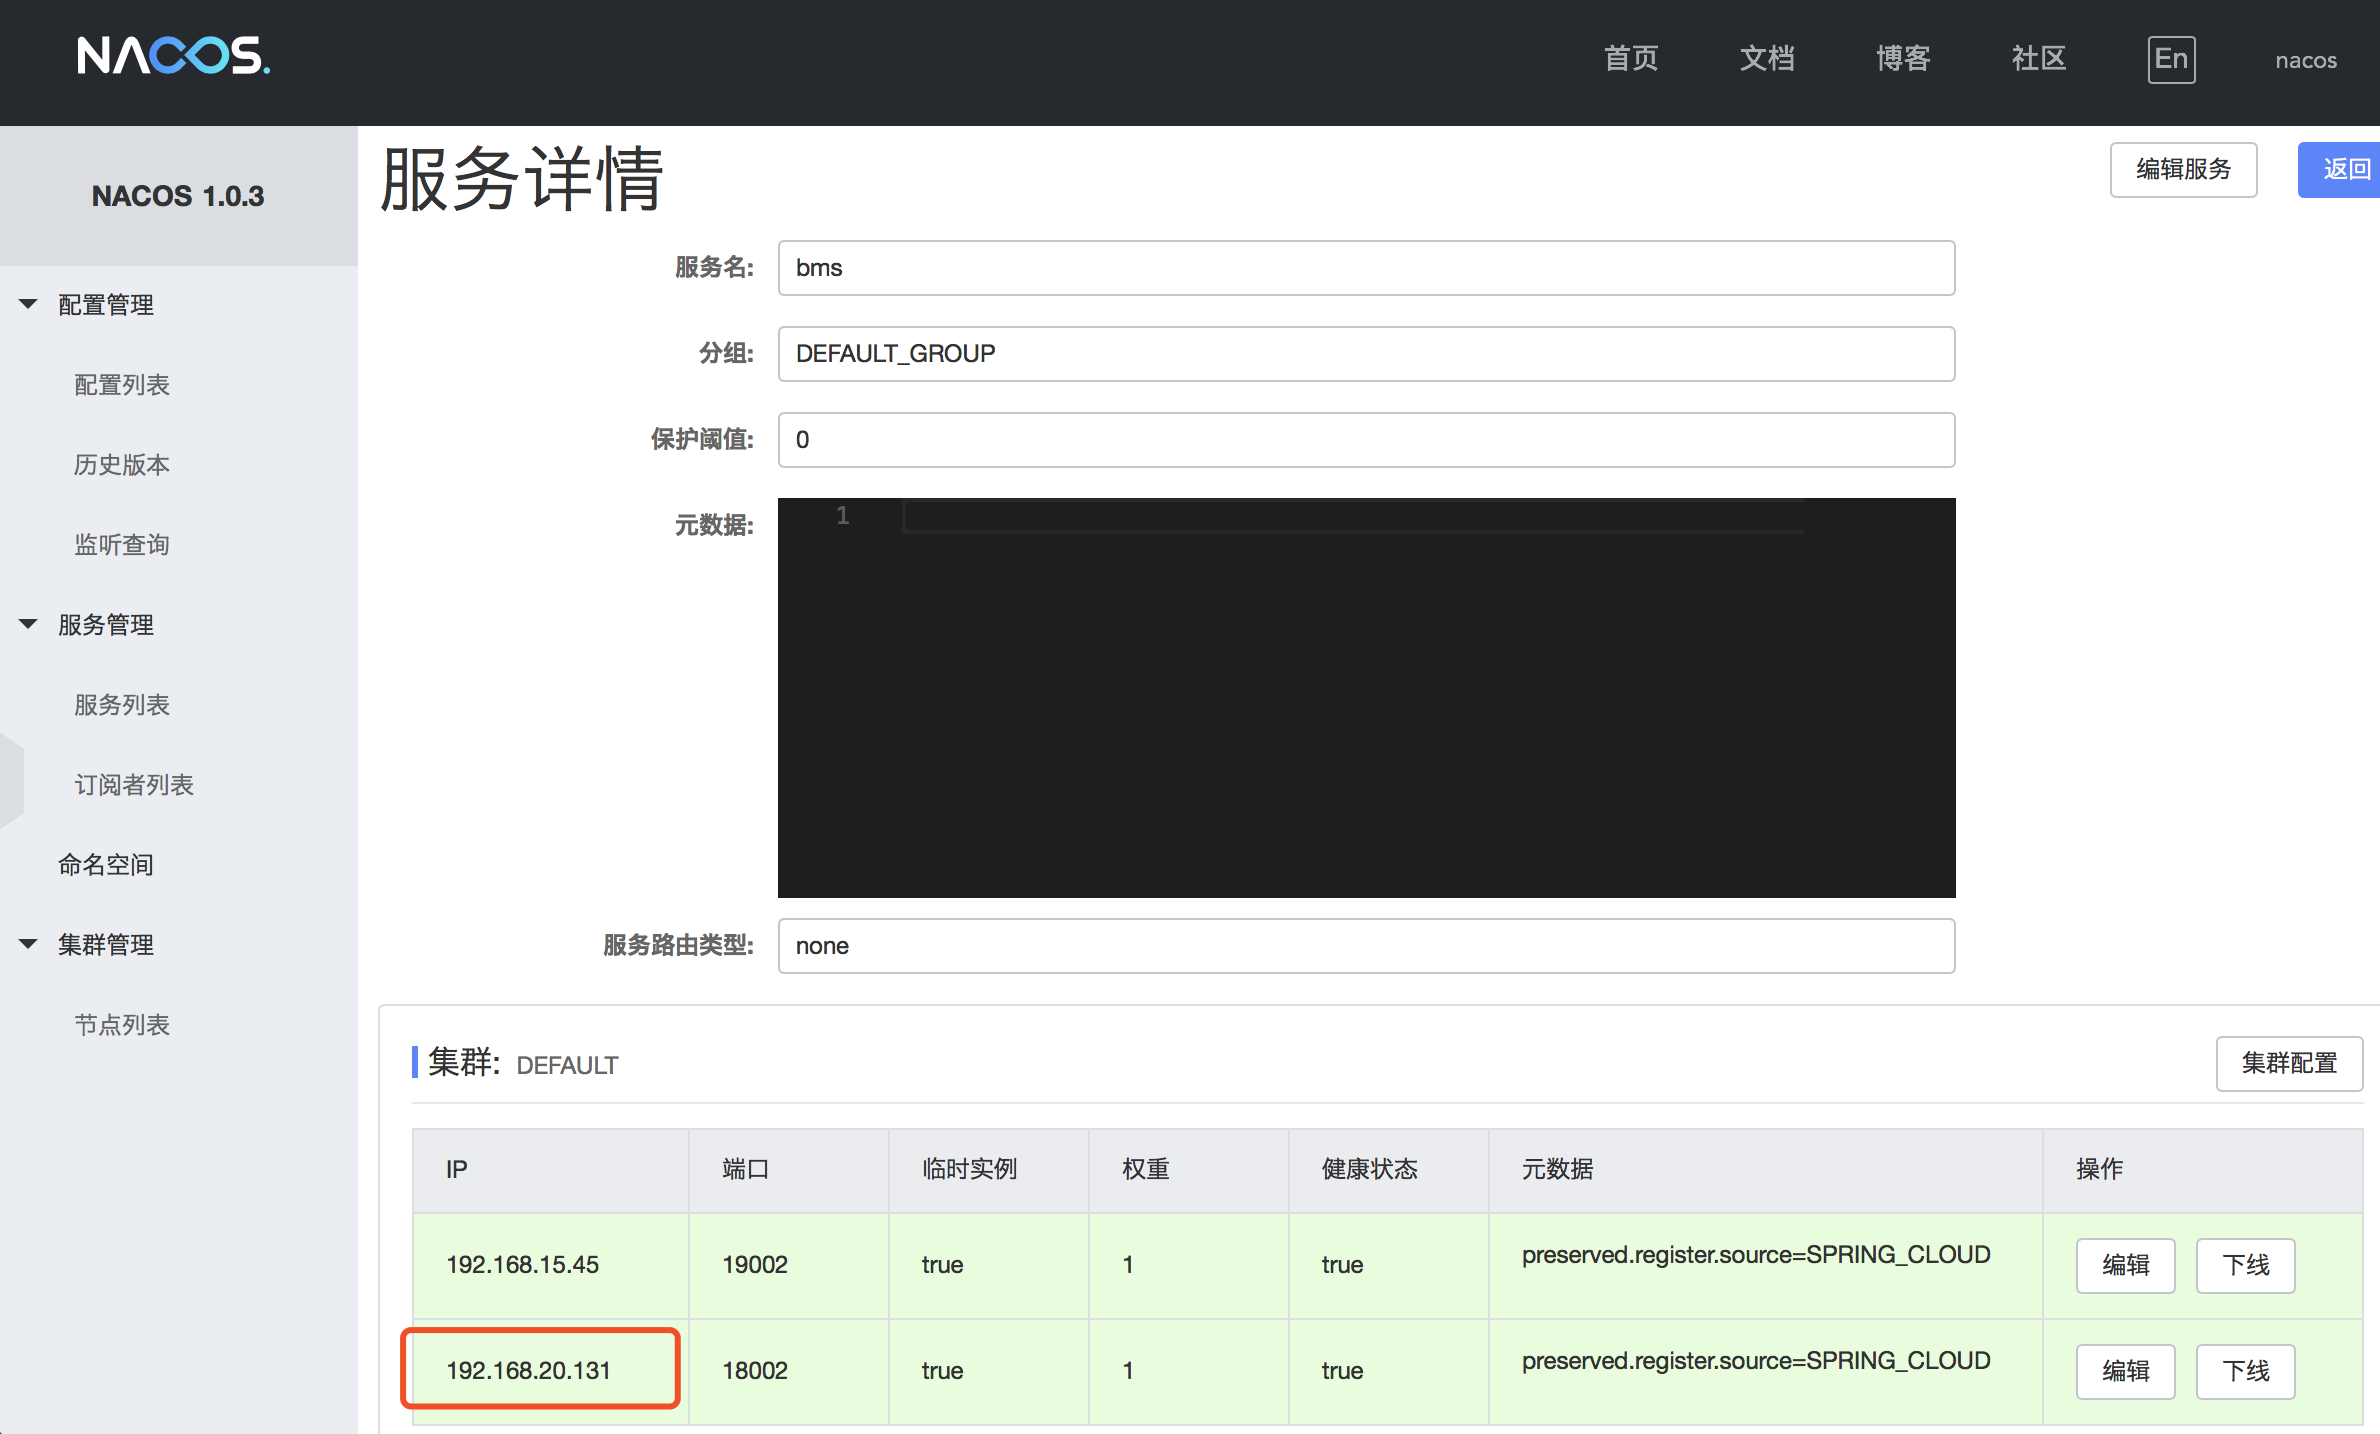 NACOS.
首页 文档 博客 社区 En nacos
NACOS 1.0.3
配置管理
配置列表
历史版本
监听查询
服务管理
服务列表
订阅者列表
命名空间
集群管理
节点列表
服务详情
编辑服务 返回
服务名: bms
分组: DEFAULT_GROUP
保护阈值: 0
元数据: 1
服务路由类型: none
集群: DEFAULT 集群配置
IP 端口 临时实例 权重 健康状态 元数据 操作
192.168.15.45 19002 true 1 true preserved.register.source=SPRING_CLOUD 编辑 下线
192.168.20.131 18002 true 1 true preserved.register.source=SPRING_CLOUD 编辑 下线